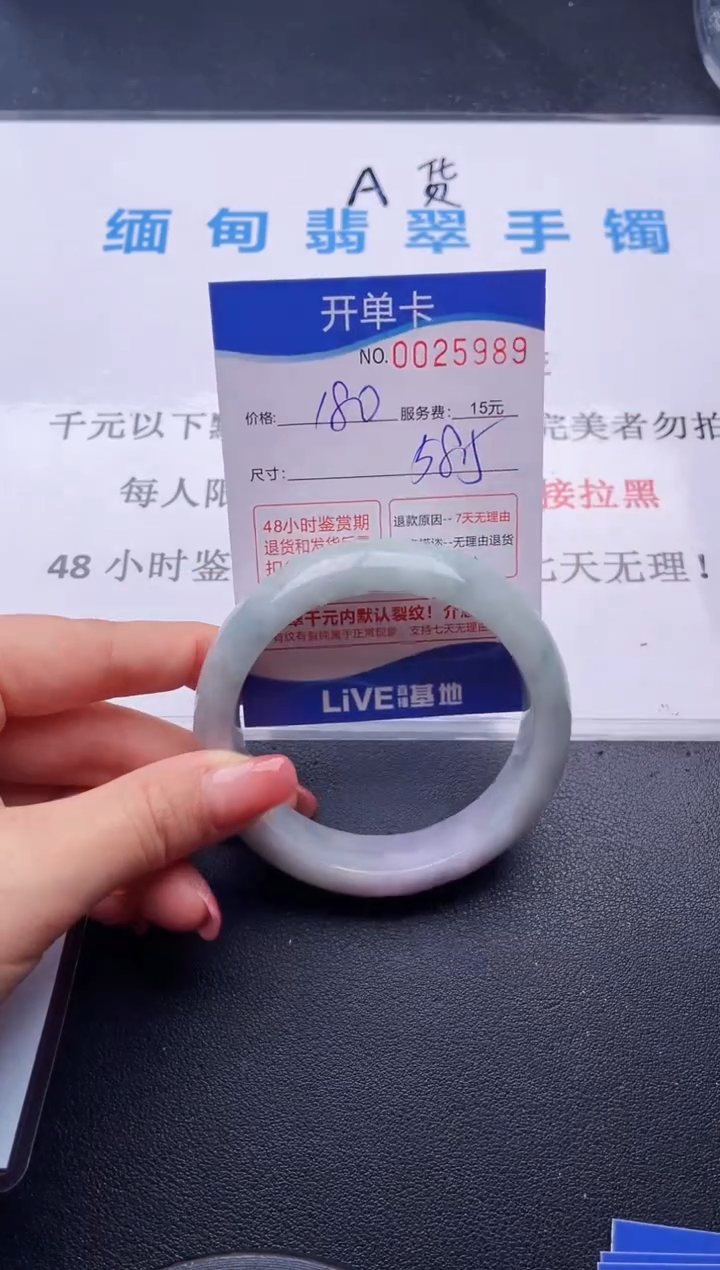 A 货
缅甸翡翠手镯
开单卡
NO.0025989
价格: 180 服务费: 15元
尺寸: 585
千元以下 完美者勿拍
每人限 接拉黑
48 小时鉴 七天无理!
48小时鉴赏期
退货和发货
退款原因--7天无理由
--无理由退货
千元内默认裂纹!
支持七天无理由
LiVE直播基地